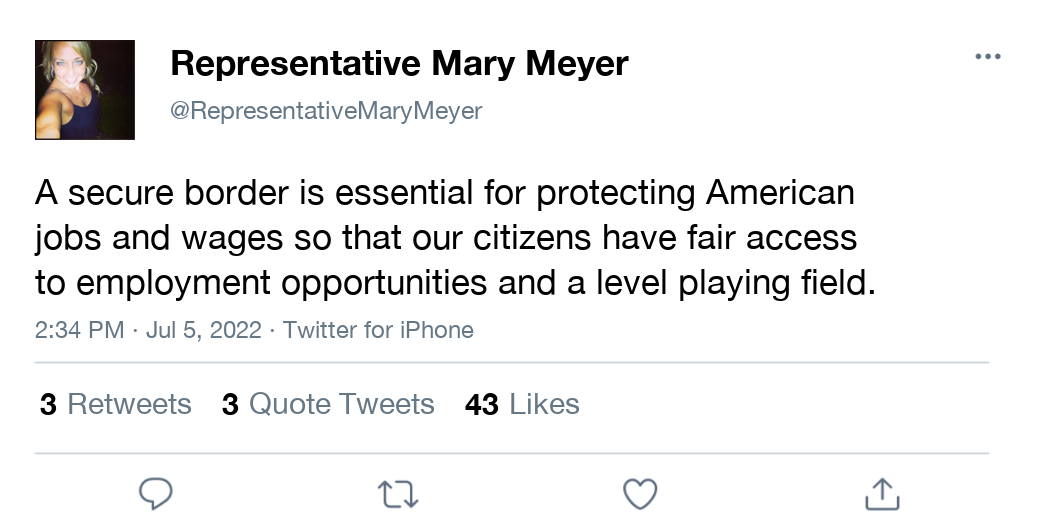 Representative Mary Meyer
@RepresentativeMaryMeyer
A secure border is essential for protecting American
jobs and wages so that our citizens have fair access
to employment opportunities and a level playing field.
2:34 PM · Jul 5, 2022 · Twitter for iPhone
3 Retweets 3 Quote Tweets 43 Likes